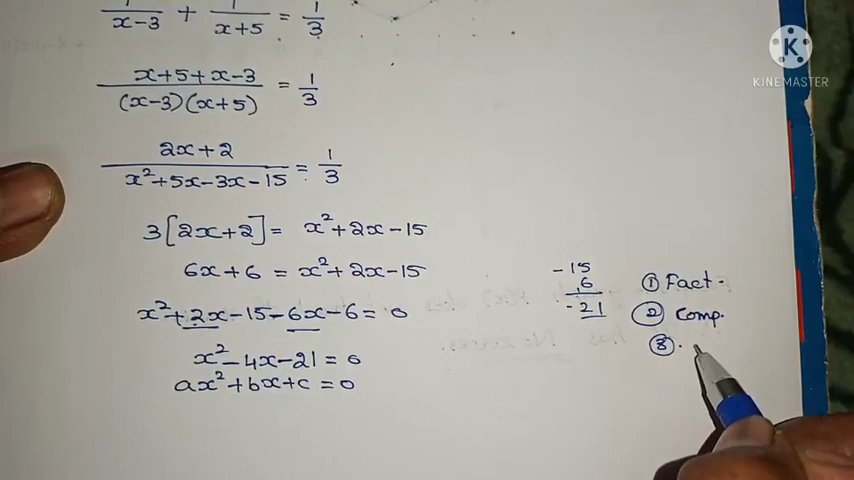 1/(x-3) + 1/(x+5) = 1/3
(x+5+x-3)/((x-3)(x+5)) = 1/3
(2x+2)/(x²+5x-3x-15) = 1/3
3[2x+2] = x²+2x-15
6x+6 = x²+2x-15
x²+2x-15-6x-6=0
x²-4x-21=0
ax²+bx+c=0
-15
6
-21
① Fact.
② Comp.
③.
K
KINEMASTER